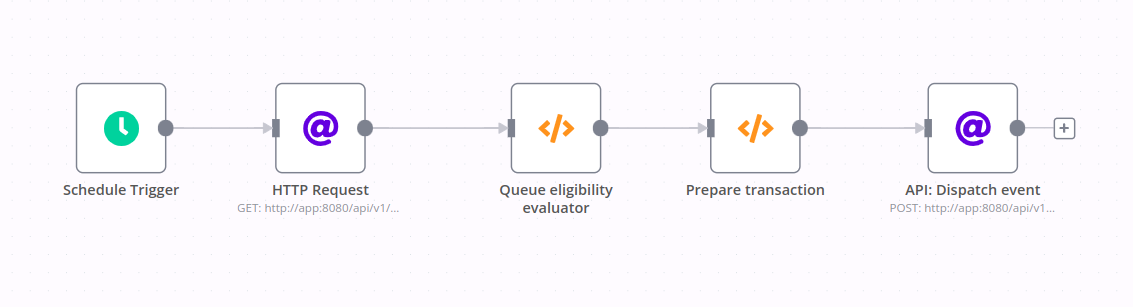 Schedule Trigger
HTTP Request
GET: http://app:8080/api/v1/...
Queue eligibility
evaluator
Prepare transaction
API: Dispatch event
POST: http://app:8080/api/v1...